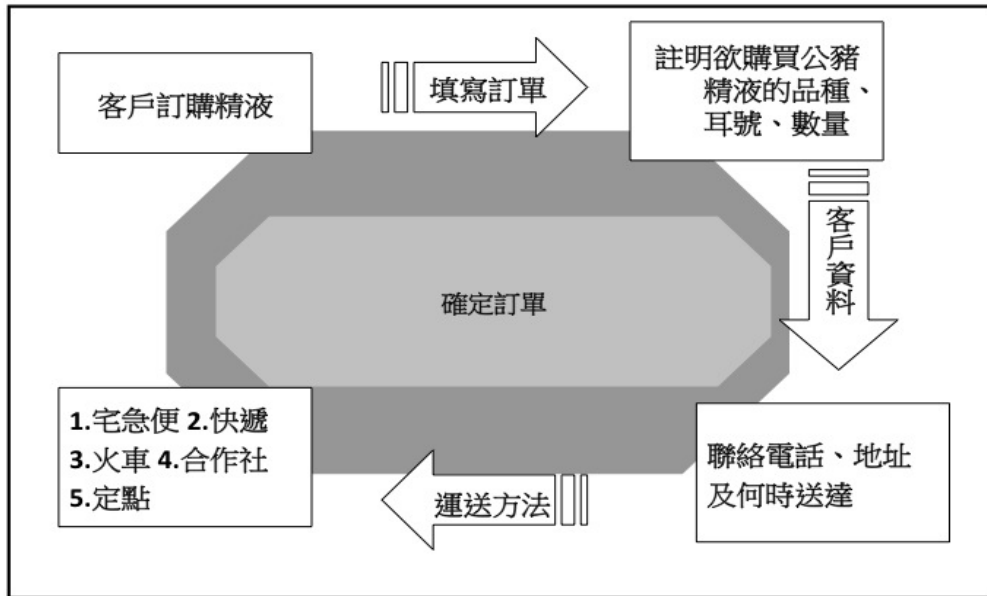 客戶訂購精液
填寫訂單
註明欲購買公豬
精液的品種、
耳號、數量
客戶資料
確定訂單
1.宅急便 2.快遞
3.火車 4.合作社
5.定點
運送方法
聯絡電話、地址
及何時送達